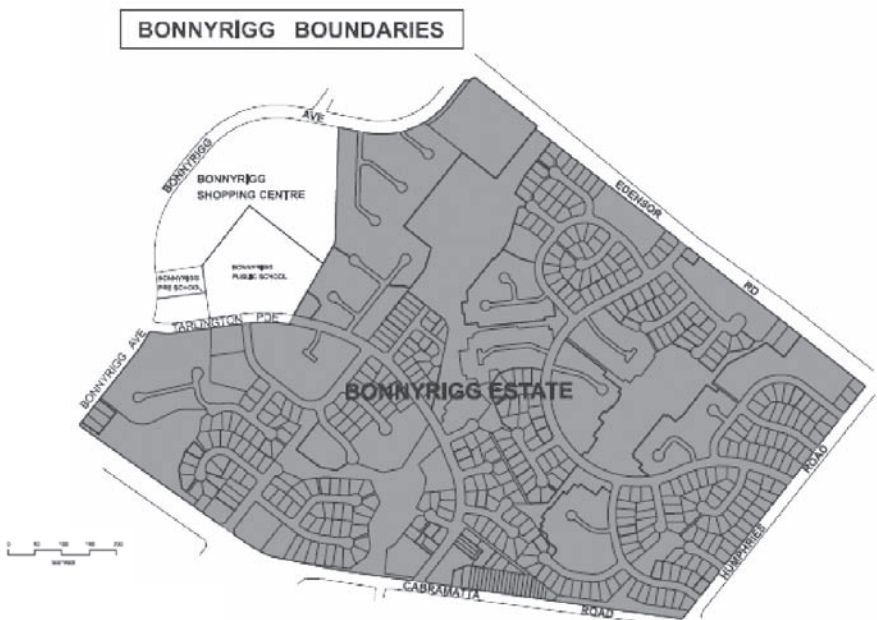 BONNYRIGG BOUNDARIES
BONNYRIGG
AVE
BONNYRIGG
SHOPPING CENTRE
EDENSOR
RD
BONNYRIGG
PRE SCHOOL
BONNYRIGG
PUBLIC SCHOOL
TARLINGTON PDE
BONNYRIGG AVE
BONNYRIGG ESTATE
HUMPHRIES
ROAD
CABRAMATTA
ROAD